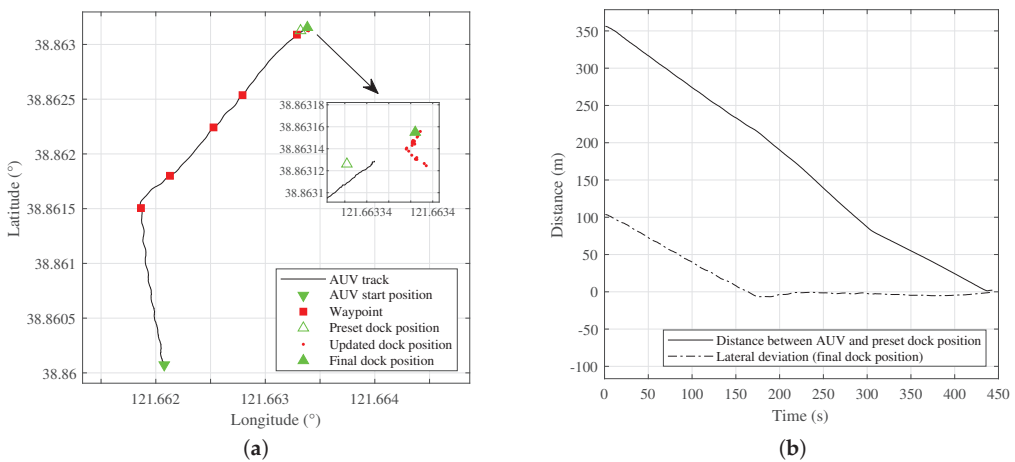 38.863
38.8625
38.862
38.8615
38.861
38.8605
38.86
Latitude (°)
121.662
121.663
121.664
Longitude (°)
38.86318
38.86316
38.86314
38.86312
38.8631
121.66334
121.6634
AUV track
AUV start position
Waypoint
Preset dock position
Updated dock position
Final dock position
(a)
350
300
250
200
150
100
50
0
-50
-100
Distance (m)
0
50
100
150
200
250
300
350
400
450
Time (s)
Distance between AUV and preset dock position
Lateral deviation (final dock position)
(b)